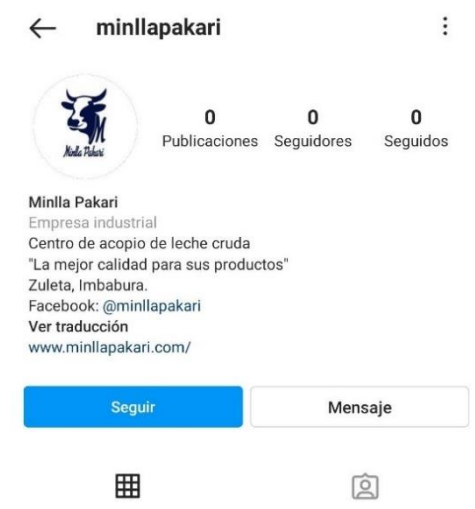 minllapakari
Minlla Pakari
0 0 0
Publicaciones Seguidores Seguidos
Minlla Pakari
Empresa industrial
Centro de acopio de leche cruda
"La mejor calidad para sus productos"
Zuleta, Imbabura.
Facebook: @minllapakari
Ver traducción
www.minllapakari.com/
Seguir Mensaje